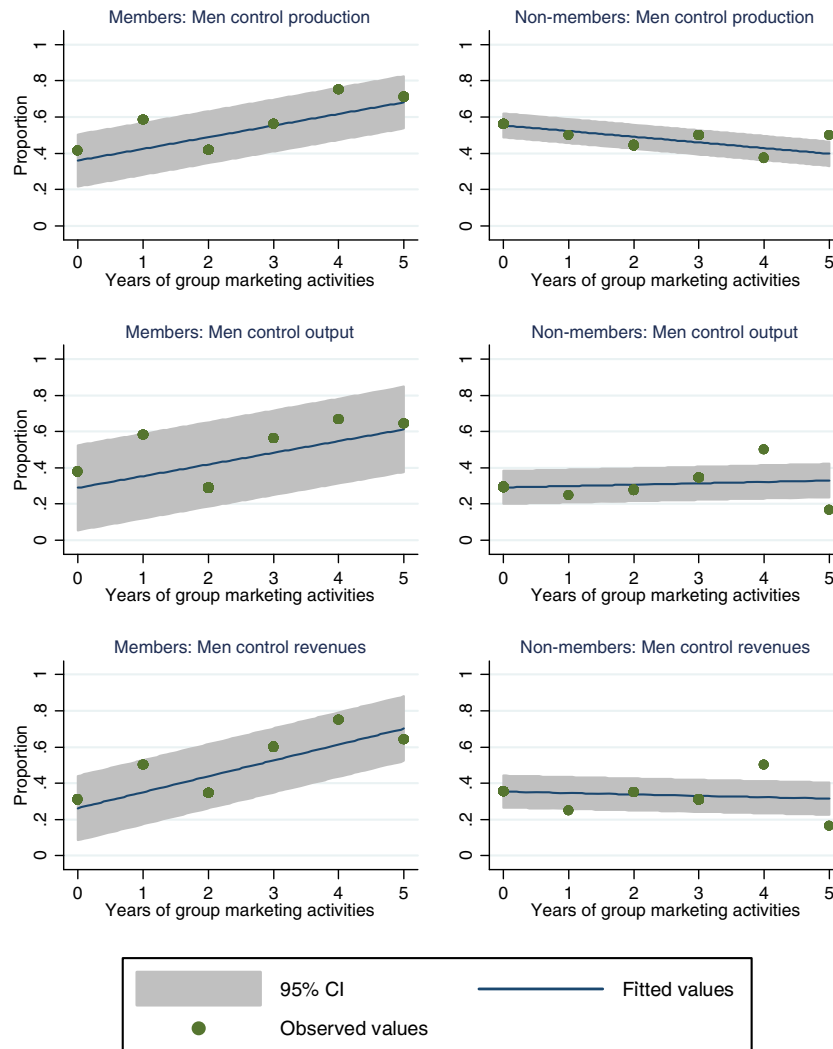 Members: Men control production
Non-members: Men control production
Proportion
0 .2 .4 .6 .8 1
0 .2 .4 .6 .8 1
0 1 2 3 4 5
0 1 2 3 4 5
Years of group marketing activities
Years of group marketing activities
Members: Men control output
Non-members: Men control output
Proportion
0 .2 .4 .6 .8 1
0 .2 .4 .6 .8 1
0 1 2 3 4 5
0 1 2 3 4 5
Years of group marketing activities
Years of group marketing activities
Members: Men control revenues
Non-members: Men control revenues
Proportion
0 .2 .4 .6 .8 1
0 .2 .4 .6 .8 1
0 1 2 3 4 5
0 1 2 3 4 5
Years of group marketing activities
Years of group marketing activities
95% CI
Fitted values
Observed values